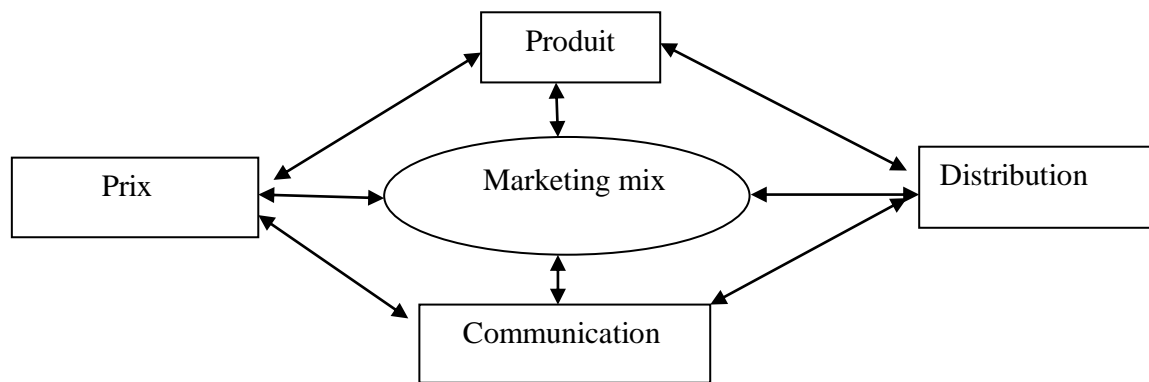 Produit
Prix
Marketing mix
Distribution
Communication